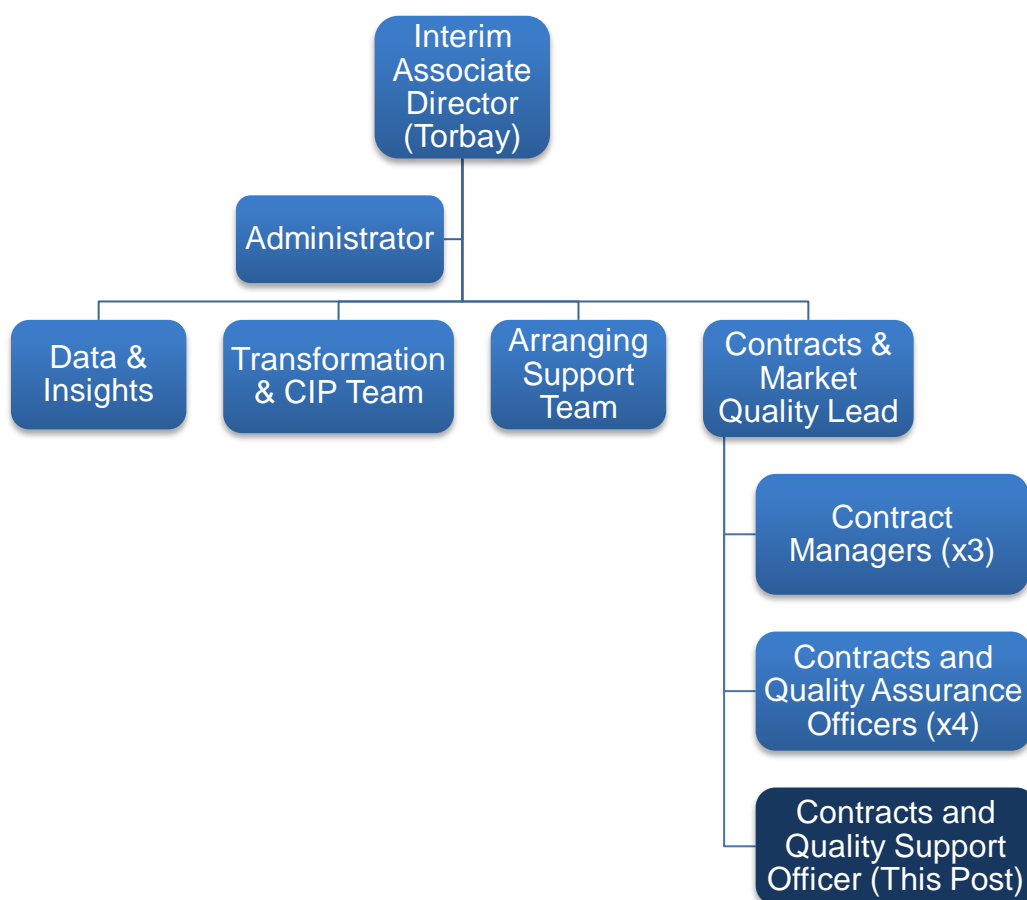 Interim
Associate
Director
(Torbay)
Administrator
Data &
Insights
Transformation
& CIP Team
Arranging
Support
Team
Contracts &
Market
Quality Lead
Contract
Managers (x3)
Contracts and
Quality Assurance
Officers (x4)
Contracts and
Quality Support
Officer (This Post)